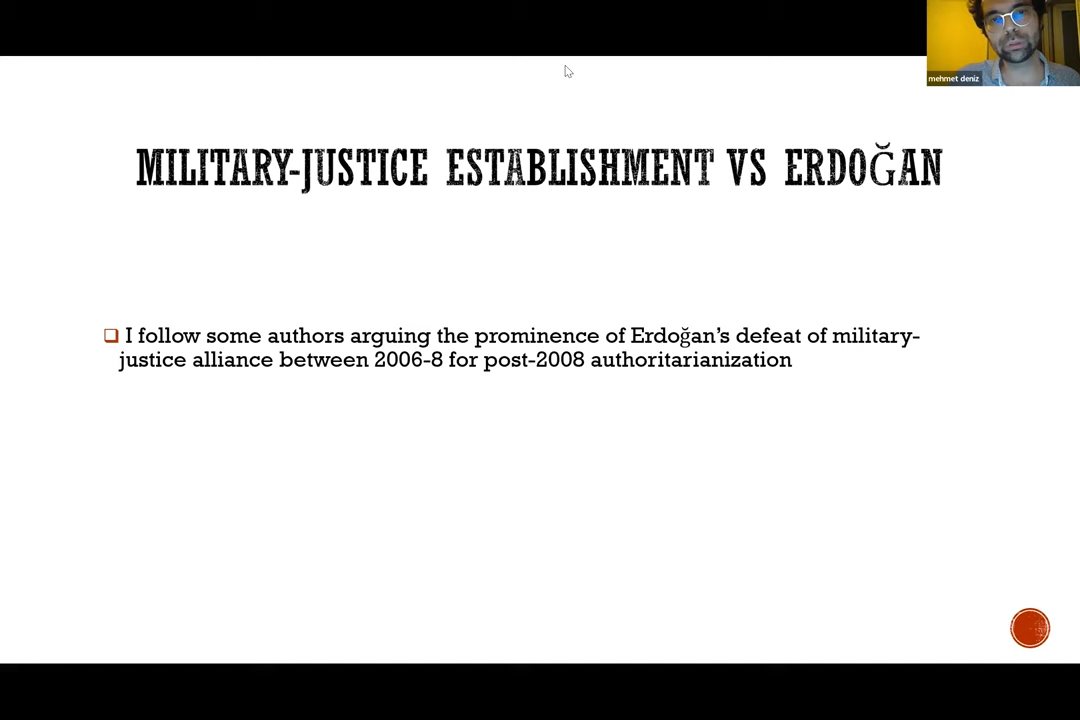 mehmet deniz
MILITARY-JUSTICE ESTABLISHMENT VS ERDOĞAN
I follow some authors arguing the prominence of Erdoğan’s defeat of military-
justice alliance between 2006-8 for post-2008 authoritarianization